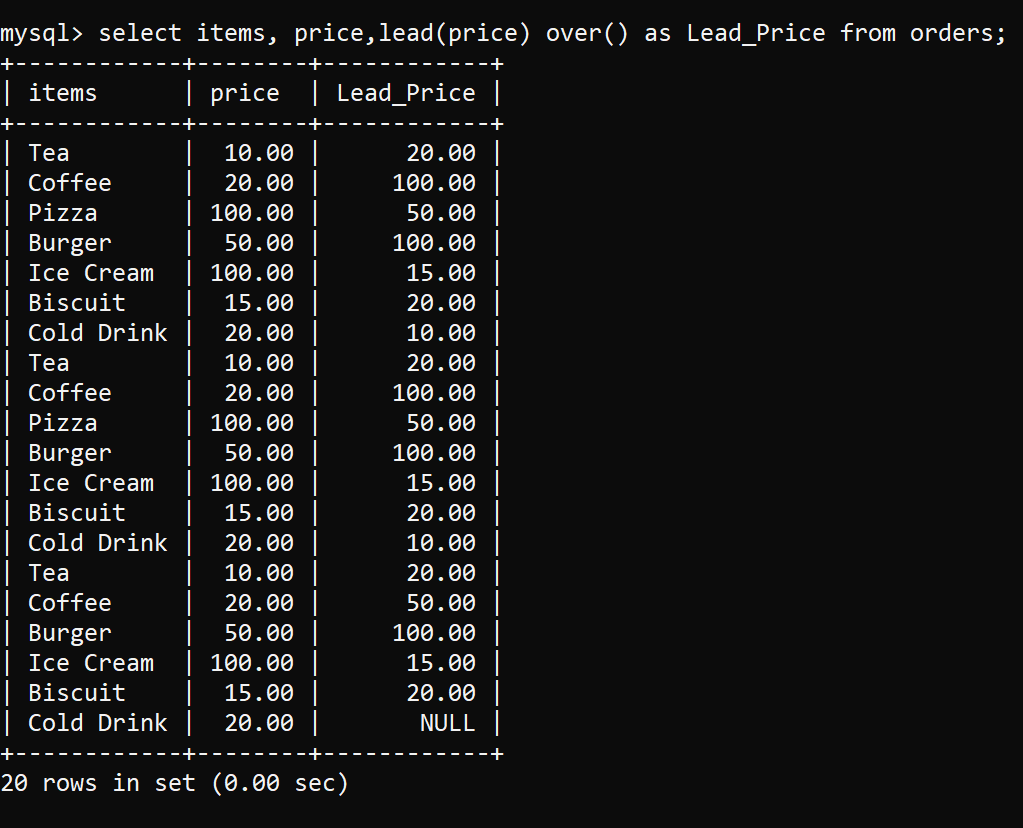 mysql> select items, price,lead(price) over() as Lead_Price from orders;
+------------+--------+------------+
| items      | price  | Lead_Price |
+------------+--------+------------+
| Tea        |  10.00 |      20.00 |
| Coffee     |  20.00 |     100.00 |
| Pizza      | 100.00 |      50.00 |
| Burger     |  50.00 |     100.00 |
| Ice Cream  | 100.00 |      15.00 |
| Biscuit    |  15.00 |      20.00 |
| Cold Drink |  20.00 |      10.00 |
| Tea        |  10.00 |      20.00 |
| Coffee     |  20.00 |     100.00 |
| Pizza      | 100.00 |      50.00 |
| Burger     |  50.00 |     100.00 |
| Ice Cream  | 100.00 |      15.00 |
| Biscuit    |  15.00 |      20.00 |
| Cold Drink |  20.00 |      10.00 |
| Tea        |  10.00 |      20.00 |
| Coffee     |  20.00 |      50.00 |
| Burger     |  50.00 |     100.00 |
| Ice Cream  | 100.00 |      15.00 |
| Biscuit    |  15.00 |      20.00 |
| Cold Drink |  20.00 |       NULL |
+------------+--------+------------+
20 rows in set (0.00 sec)